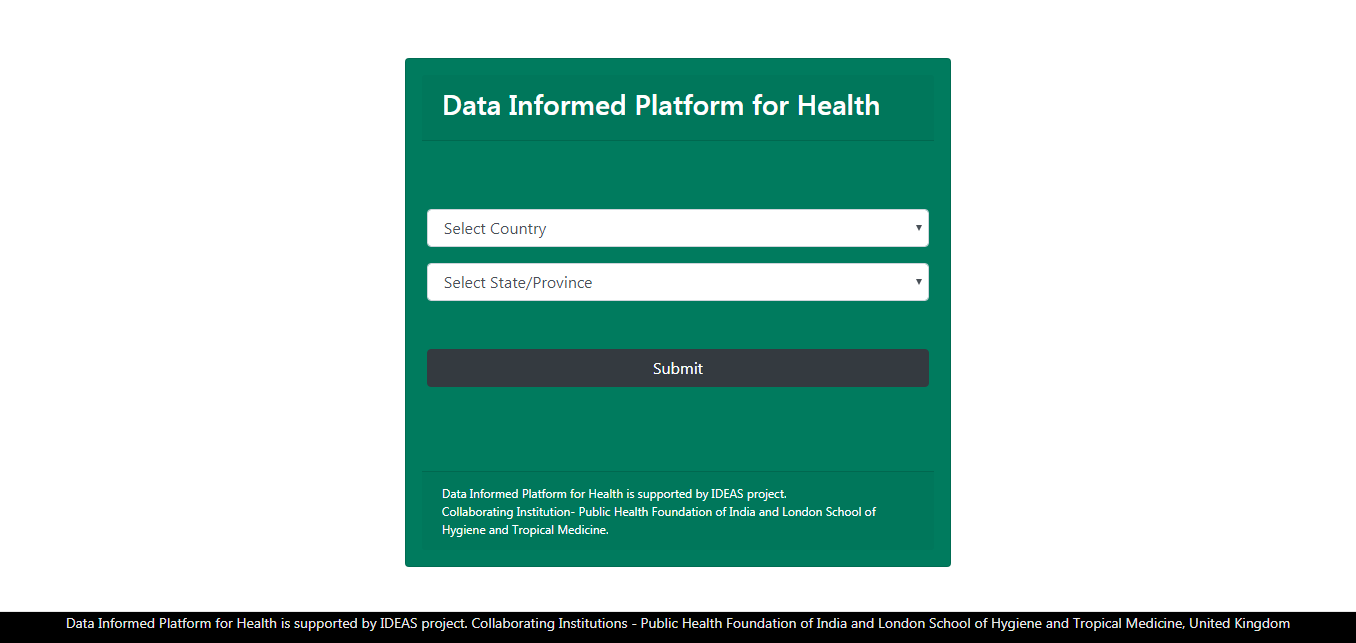 Data Informed Platform for Health
Select Country
Select State/Province
Submit
Data Informed Platform for Health is supported by IDEAS project.
Collaborating Institution- Public Health Foundation of India and London School of
Hygiene and Tropical Medicine.
Data Informed Platform for Health is supported by IDEAS project. Collaborating Institutions - Public Health Foundation of India and London School of Hygiene and Tropical Medicine, United Kingdom